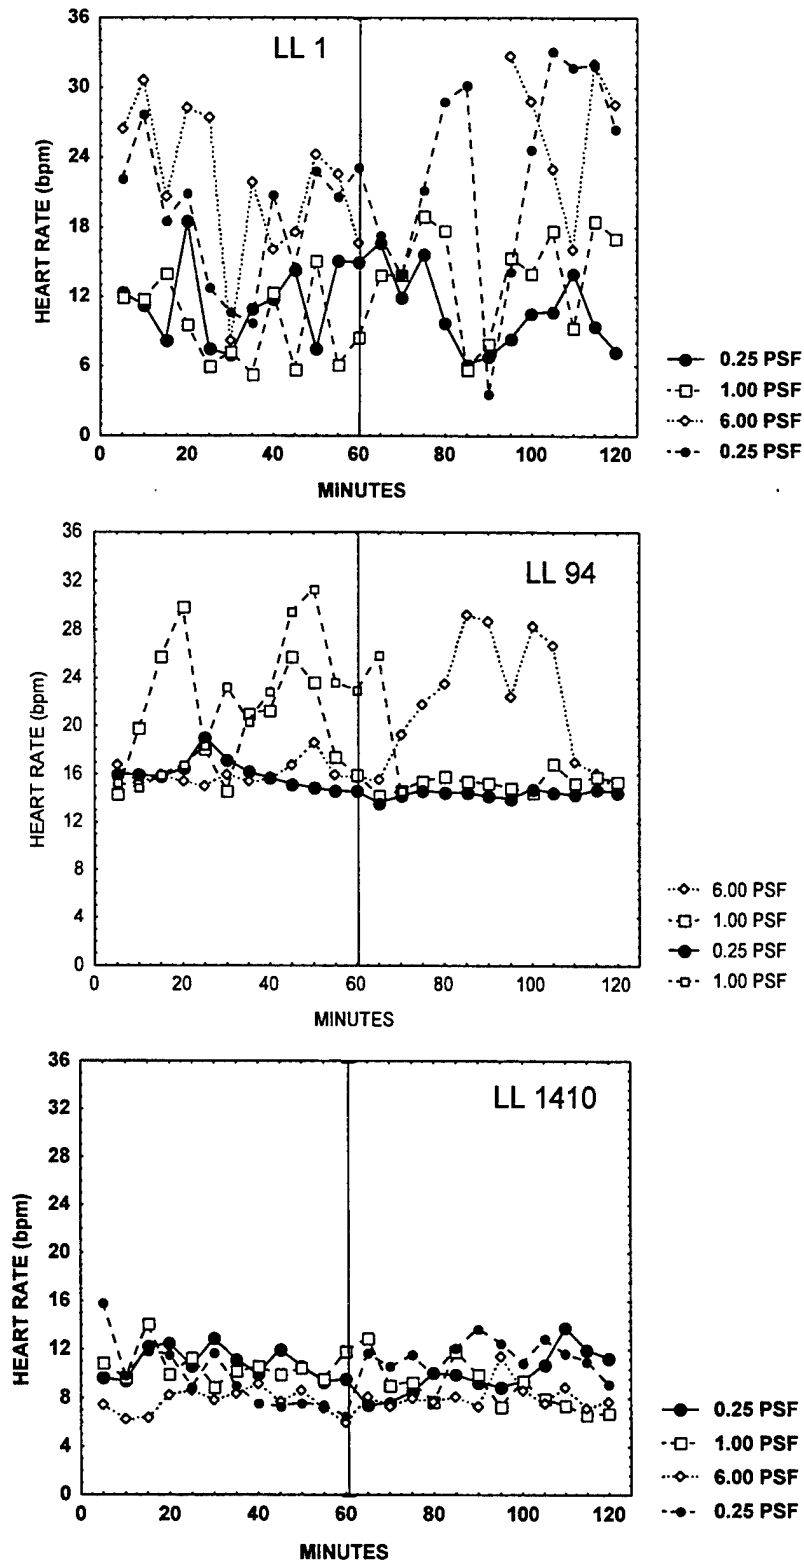 LL 1
HEART RATE (bpm)
36
30
24
18
12
6
0
0 20 40 60 80 100 120
MINUTES
0.25 PSF
1.00 PSF
6.00 PSF
0.25 PSF
LL 94
HEART RATE (bpm)
36
32
28
24
20
16
12
8
4
0
0 20 40 60 80 100 120
MINUTES
6.00 PSF
1.00 PSF
0.25 PSF
1.00 PSF
LL 1410
HEART RATE (bpm)
36
32
28
24
20
16
12
8
4
0
0 20 40 60 80 100 120
MINUTES
0.25 PSF
1.00 PSF
6.00 PSF
0.25 PSF